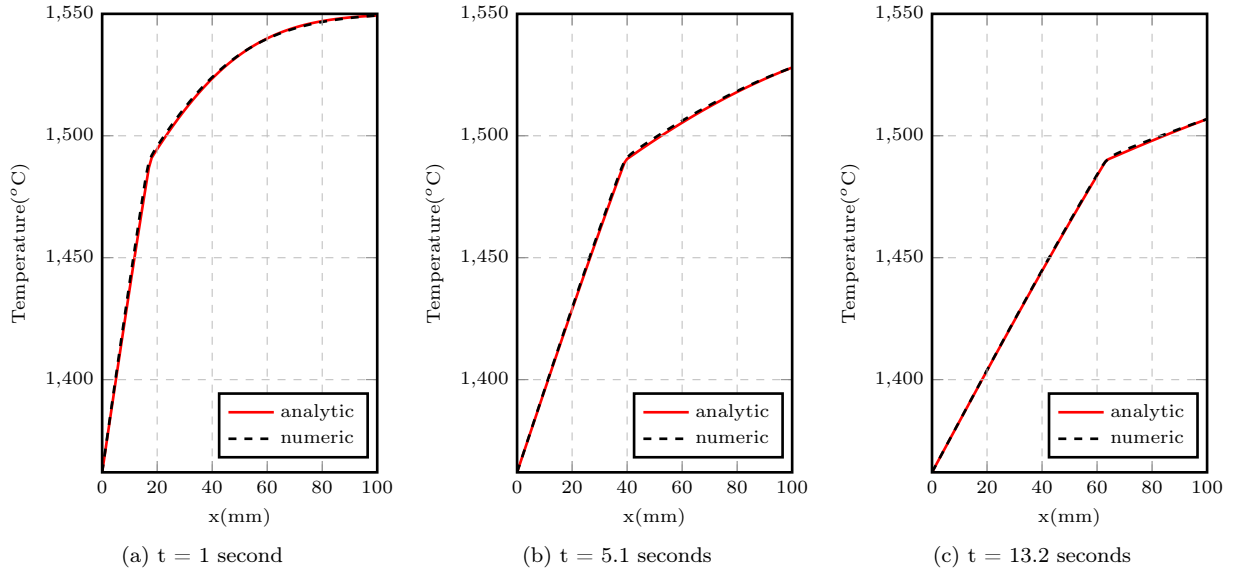 1,550
1,500
1,450
1,400
Temperature(°C)
0 20 40 60 80 100
x(mm)
analytic
numeric
(a) t = 1 second
1,550
1,500
1,450
1,400
Temperature(°C)
0 20 40 60 80 100
x(mm)
analytic
numeric
(b) t = 5.1 seconds
1,550
1,500
1,450
1,400
Temperature(°C)
0 20 40 60 80 100
x(mm)
analytic
numeric
(c) t = 13.2 seconds